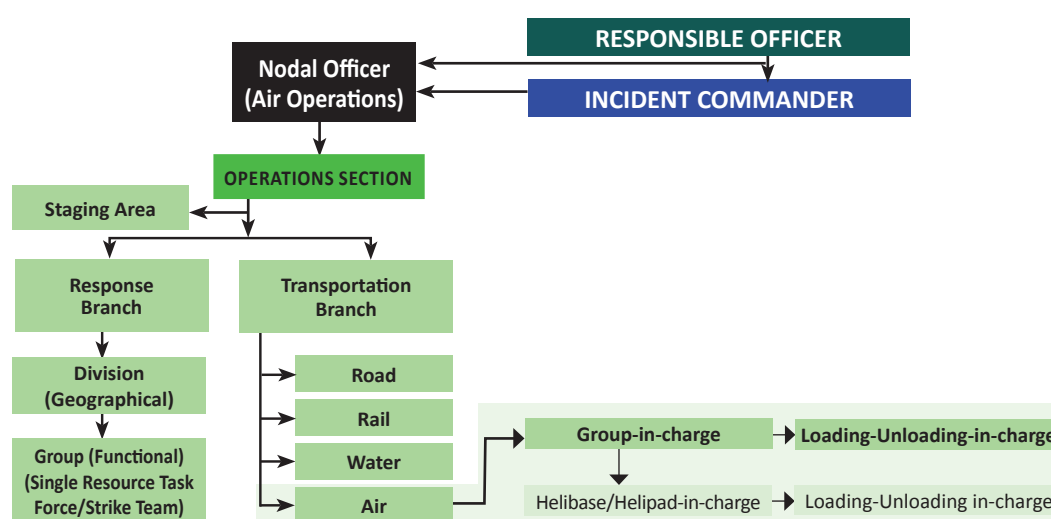 RESPONSIBLE OFFICER
Nodal Officer
(Air Operations)
INCIDENT COMMANDER
OPERATIONS SECTION
Staging Area
Response
Branch
Transportation
Branch
Division
(Geographical)
Road
Rail
Group (Functional)
(Single Resource Task
Force/Strike Team)
Water
Air
Group-in-charge
Loading-Unloading-in-charge
Helibase/Helipad-in-charge
Loading-Unloading in-charge